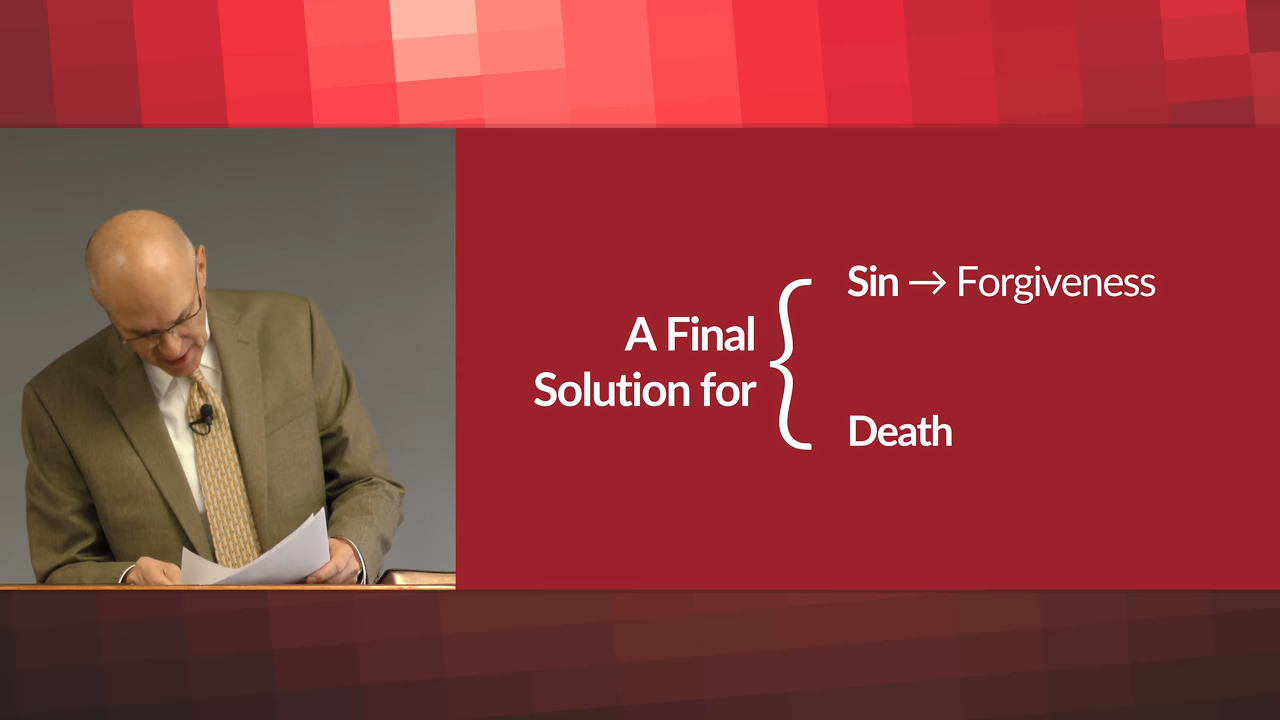 A Final
Solution for
Sin → Forgiveness
Death